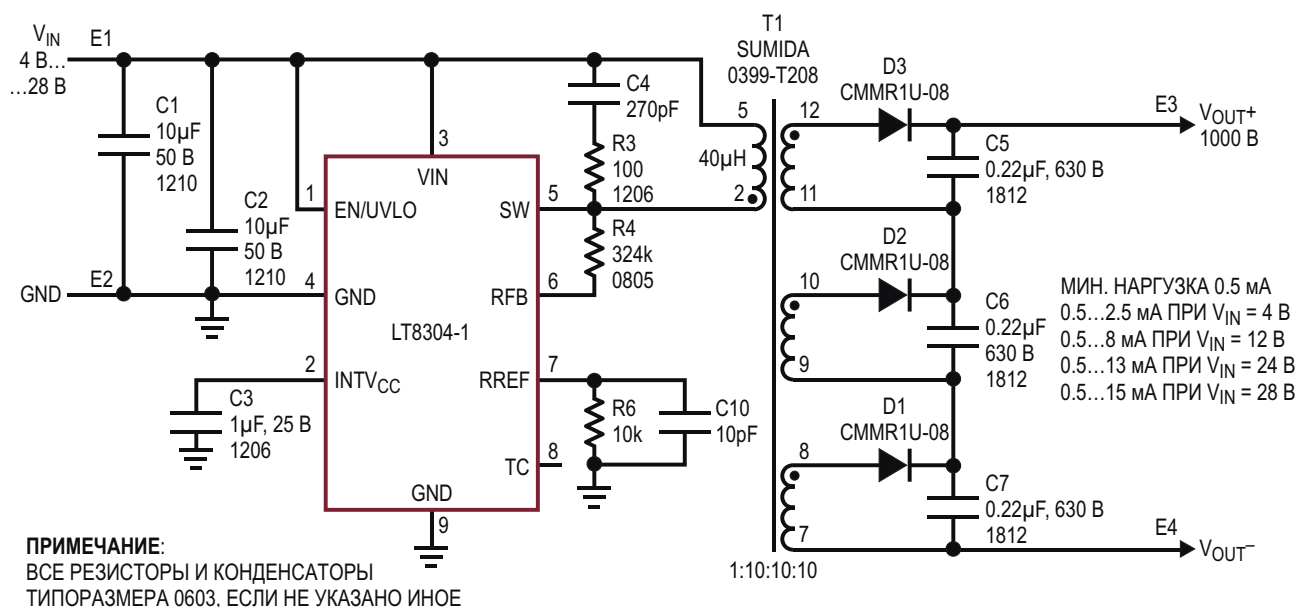 V_IN
4 В…
…28 В
E1
C1
10µF
50 В
1210
C2
10µF
50 В
1210
GND
E2
1
EN/UVLO
3
VIN
4
GND
LT8304-1
2
INTV_CC
C3
1µF, 25 В
1206
GND
9
SW
5
RFB
6
RREF
7
TC
8
C4
270pF
R3
100
1206
R4
324k
0805
R6
10k
C10
10pF
T1
SUMIDA
0399-T208
5
40µH
2
12
11
10
9
8
7
1:10:10:10
D3
CMMR1U-08
C5
0.22µF, 630 В
1812
D2
CMMR1U-08
C6
0.22µF
630 В
1812
D1
CMMR1U-08
C7
0.22µF, 630 В
1812
E3
V_OUT+
1000 В
E4
V_OUT–
МИН. НАРГУЗКА 0.5 мА
0.5…2.5 мА ПРИ V_IN = 4 В
0.5…8 мА ПРИ V_IN = 12 В
0.5…13 мА ПРИ V_IN = 24 В
0.5…15 мА ПРИ V_IN = 28 В
ПРИМЕЧАНИЕ:
ВСЕ РЕЗИСТОРЫ И КОНДЕНСАТОРЫ
ТИПОРАЗМЕРА 0603, ЕСЛИ НЕ УКАЗАНО ИНОЕ